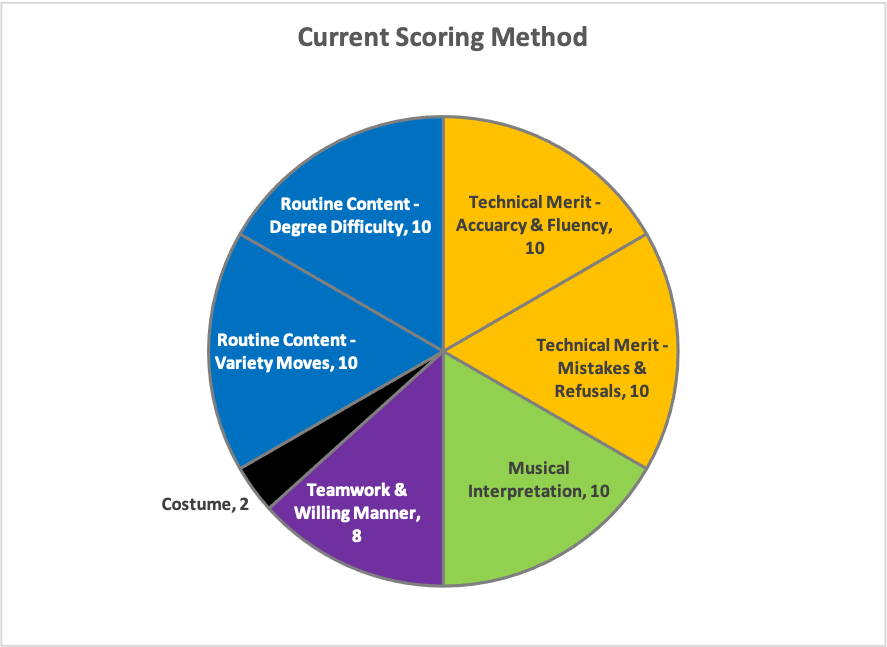 Current Scoring Method
Routine Content -
Degree Difficulty, 10
Technical Merit -
Accuarcy & Fluency,
10
Routine Content -
Variety Moves, 10
Technical Merit -
Mistakes &
Refusals, 10
Musical
Interpretation, 10
Costume, 2
Teamwork &
Willing Manner,
8